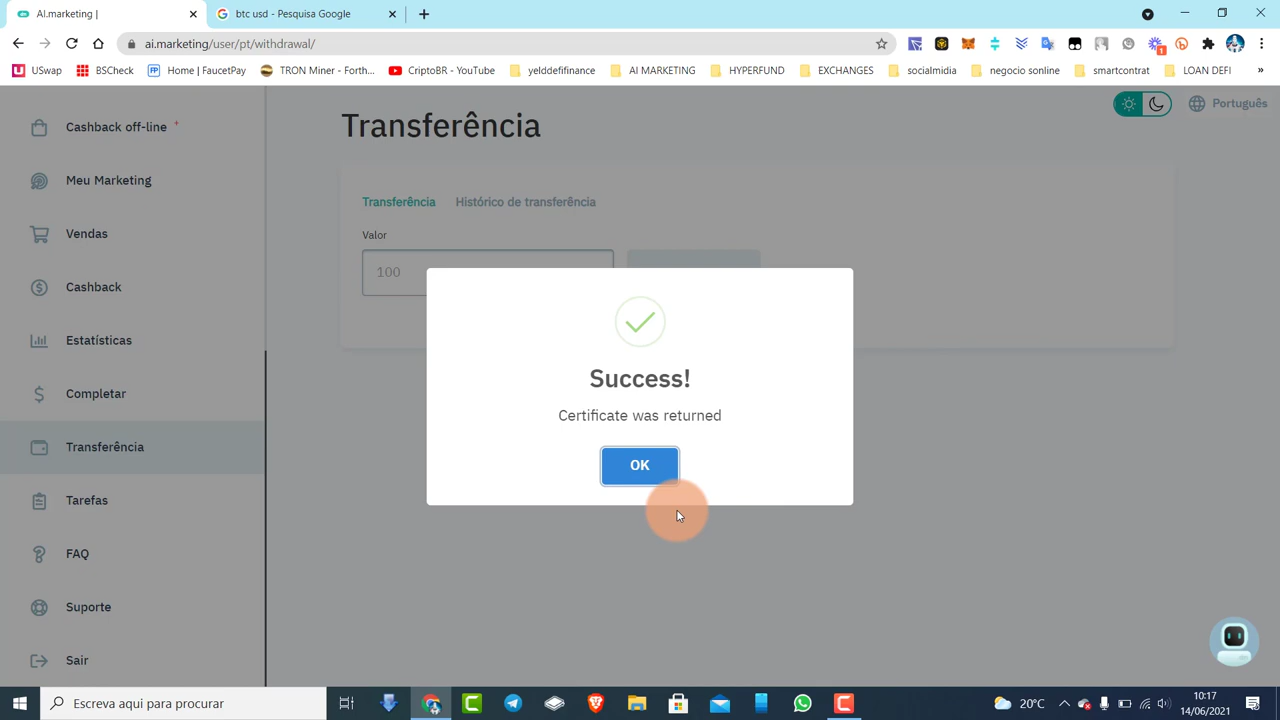 AI.marketing |
btc usd - Pesquisa Google
ai.marketing/user/pt/withdrawal/
1
USwap
BSCheck
FP
Home | FaucetPay
TRON Miner - Forth...
CriptoBR - YouTube
yelddefifinance
AI MARKETING
HYPERFUND
EXCHANGES
socialmidia
negocio sonline
smartcontrat
LOAN DEFI
»
Português
Cashback off-line *
Meu Marketing
Vendas
Cashback
Estatísticas
Completar
Transferência
Tarefas
FAQ
Suporte
Sair
Transferência
Transferência
Histórico de transferência
Valor
100
Success!
Certificate was returned
OK
Escreva aqui para procurar
20°C
10:17
14/06/2021